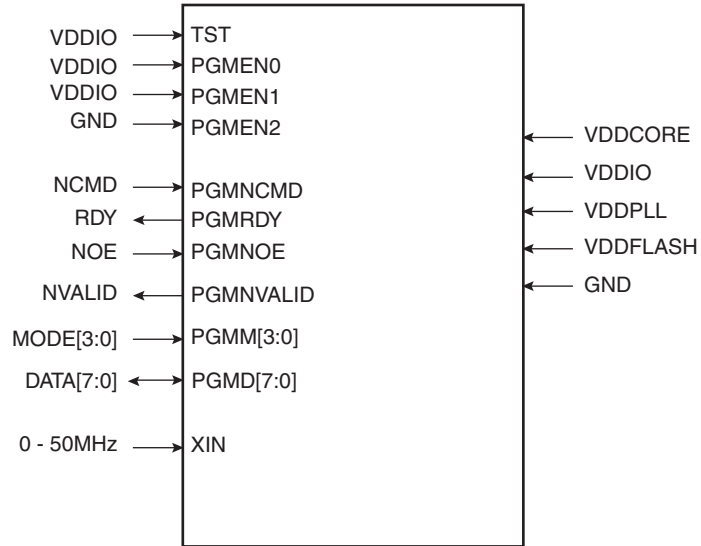 VDDIO TST
VDDIO PGMEN0
VDDIO PGMEN1
GND PGMEN2
VDDCORE
VDDIO
NCMD PGMNCMD
RDY PGMRDY
VDDPLL
NOE PGMNOE
VDDFLASH
NVALID PGMNVALID
GND
MODE[3:0] PGMM[3:0]
DATA[7:0] PGMD[7:0]
0 - 50MHz XIN